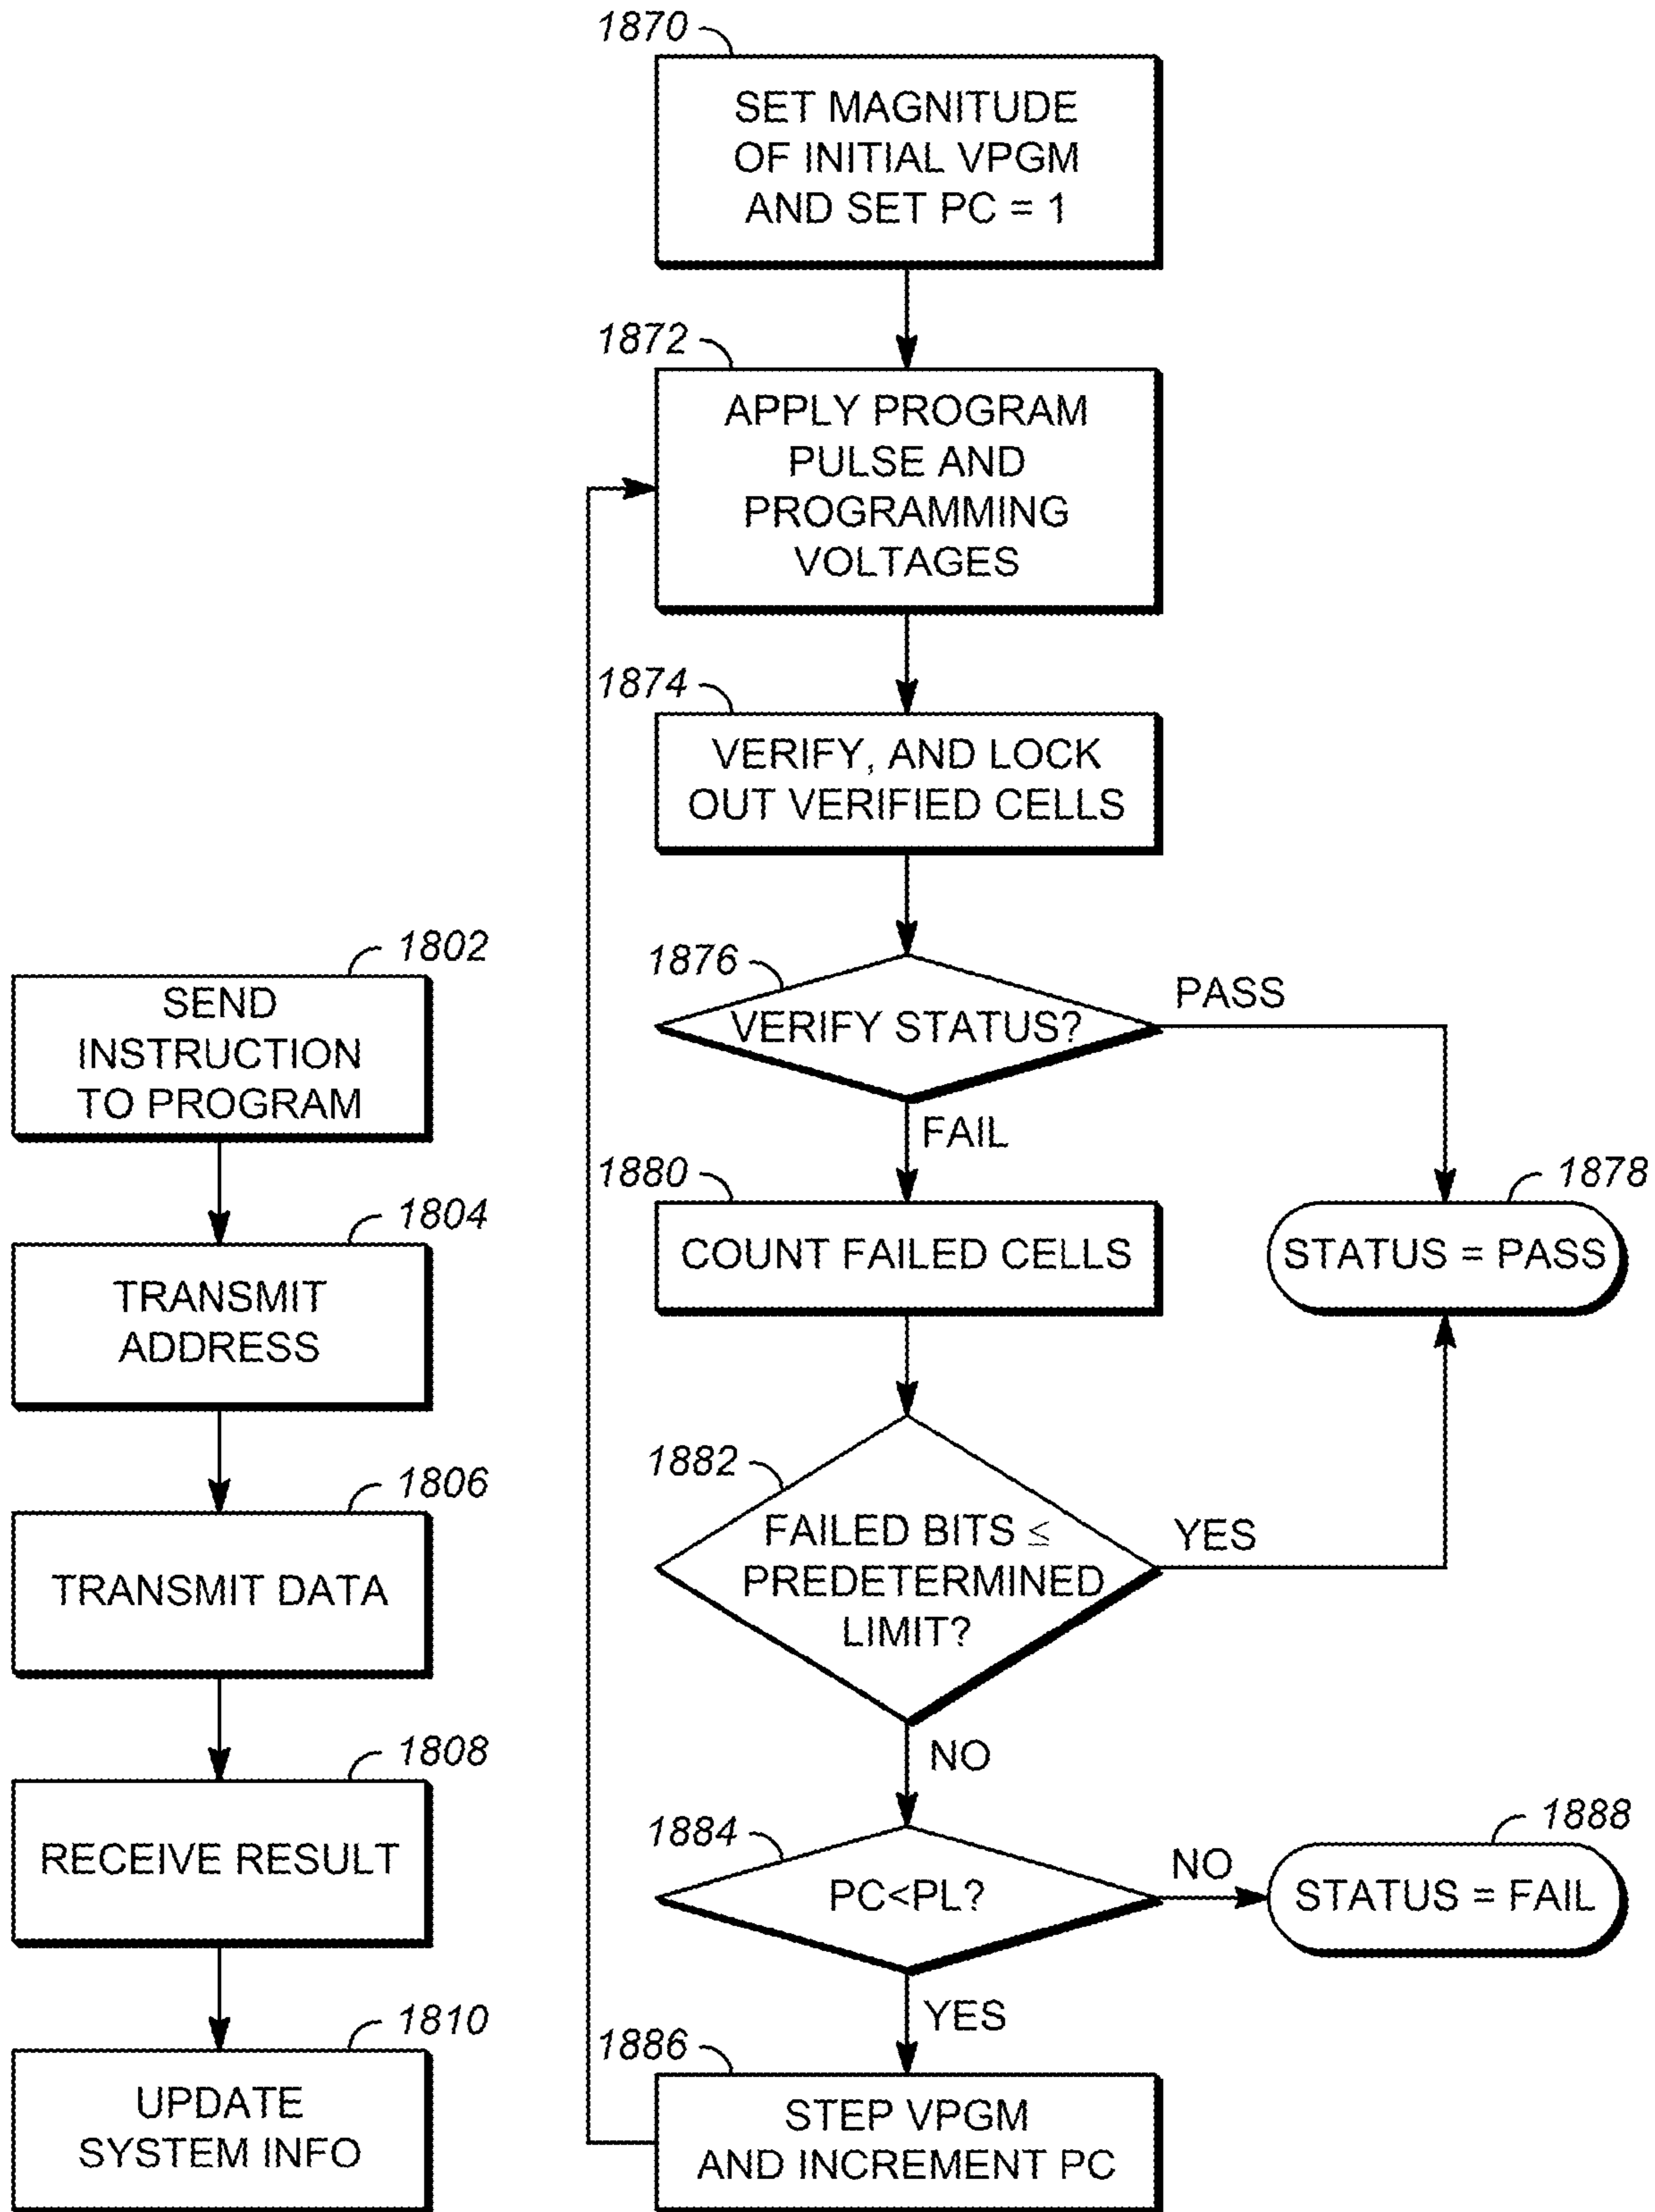 1802
SEND
INSTRUCTION
TO PROGRAM
1804
TRANSMIT
ADDRESS
1806
TRANSMIT DATA
1808
RECEIVE RESULT
1810
UPDATE
SYSTEM INFO
1870
SET MAGNITUDE
OF INITIAL VPGM
AND SET PC = 1
1872
APPLY PROGRAM
PULSE AND
PROGRAMMING
VOLTAGES
1874
VERIFY, AND LOCK
OUT VERIFIED CELLS
1876
VERIFY STATUS?
PASS
FAIL
1878
STATUS = PASS
1880
COUNT FAILED CELLS
1882
FAILED BITS ≤
PREDETERMINED
LIMIT?
YES
NO
1884
PC<PL?
NO
1888
STATUS = FAIL
YES
1886
STEP VPGM
AND INCREMENT PC